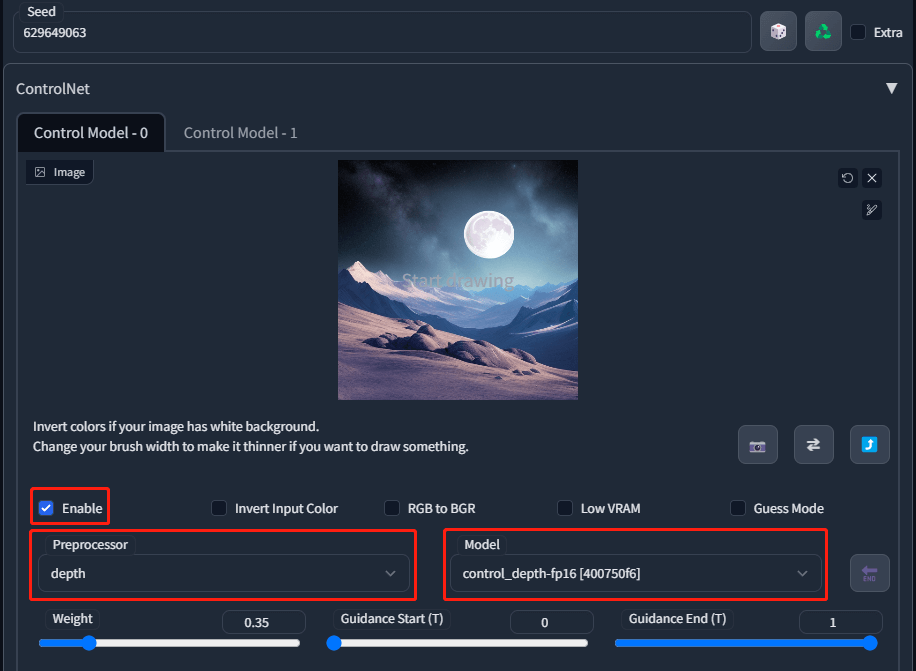 Seed
629649063
Extra
ControlNet
Control Model - 0
Control Model - 1
Image
Start drawing
Invert colors if your image has white background.
Change your brush width to make it thinner if you want to draw something.
Enable
Invert Input Color
RGB to BGR
Low VRAM
Guess Mode
Preprocessor
depth
Model
control_depth-fp16 [400750f6]
END
Weight
0.35
Guidance Start (T)
0
Guidance End (T)
1